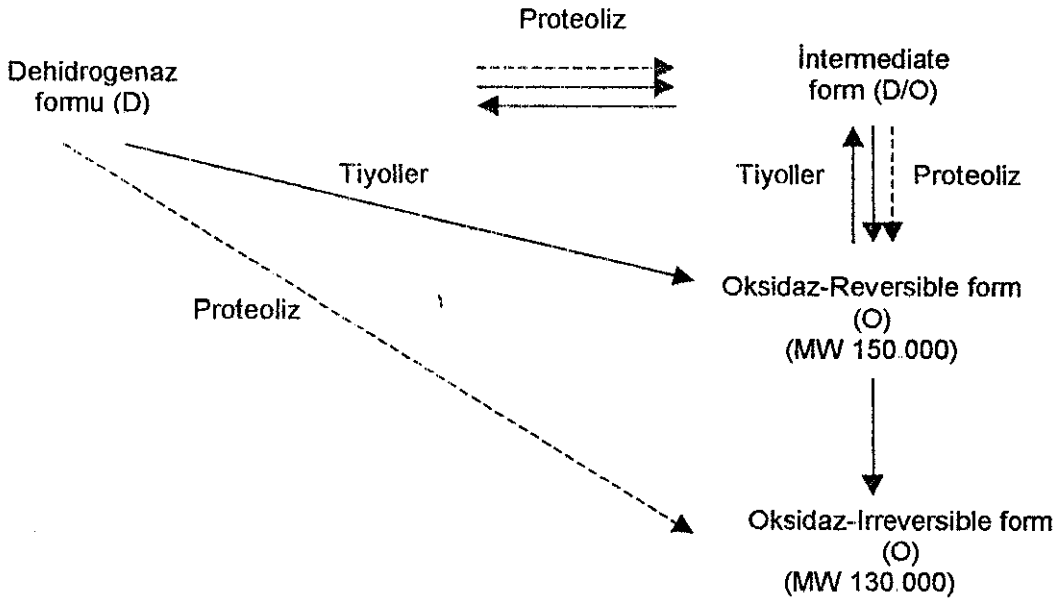 Proteoliz
Dehidrogenaz
formu (D)
İntermediate
form (D/O)
Tiyoller
Tiyoller
Proteoliz
Proteoliz
Oksidaz-Reversible form
(O)
(MW 150.000)
Oksidaz-Irreversible form
(O)
(MW 130.000)